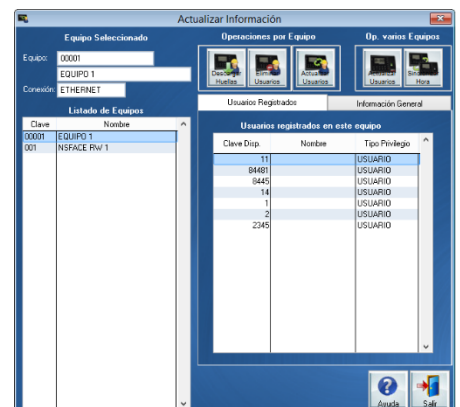 Actualizar Información
Equipo Seleccionado
Equipo: 00001
EQUIPO 1
Conexión: ETHERNET
Listado de Equipos
Clave Nombre
00001 EQUIPO 1
001 NSFACE RW 1
Operaciones por Equipo
Op. varios Equipos
Descargar Huellas
Usuarios
Usuarios
Usuarios
Hora
Usuarios Registrados
Información General
Usuarios registrados en este equipo
Clave Disp. Nombre Tipo Privilegio
11 USUARIO
84481 USUARIO
8445 USUARIO
14 USUARIO
1 USUARIO
2 USUARIO
2345 USUARIO
Ayuda
Salir